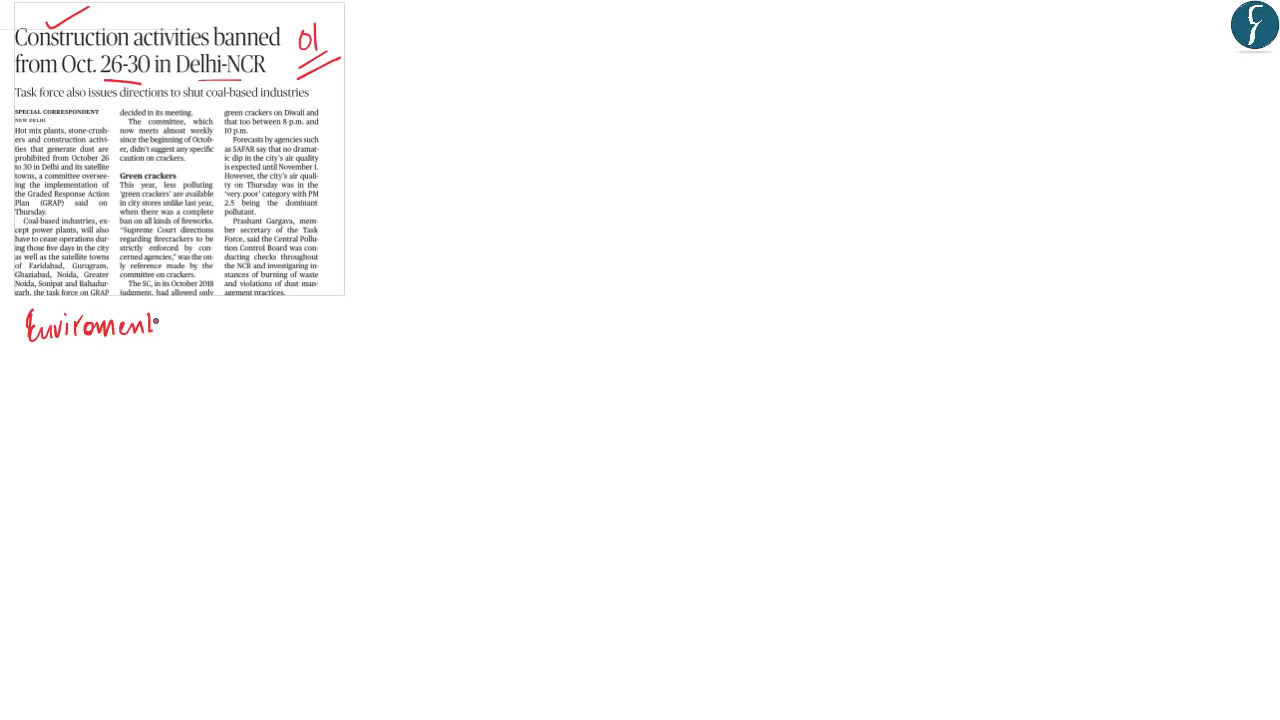 Construction activities banned
from Oct. 26-30 in Delhi-NCR
01
Task force also issues directions to shut coal-based industries
SPECIAL CORRESPONDENT
NEW DELHI
Hot mix plants, stone-crush-
ers and construction activi-
ties that generate dust are
prohibited from October 26
to 30 in Delhi and its satellite
towns, a committee oversee-
ing the implementation of
the Graded Response Action
Plan (GRAP) said on
Thursday.
Coal-based industries, ex-
cept power plants, will also
have to cease operations dur-
ing those five days in the city
as well as the satellite towns
of Faridabad, Gurugram,
Ghaziabad, Noida, Greater
Noida, Sonipat and Bahadur-
garh, the task force on GRAP
decided in its meeting.
The committee, which
now meets almost weekly
since the beginning of Octob-
er, didn't suggest any specific
caution on crackers.
Green crackers
This year, less polluting
'green crackers' are available
in city stores unlike last year,
when there was a complete
ban on all kinds of fireworks.
"Supreme Court directions
regarding firecrackers to be
strictly enforced by con-
cerned agencies," was the on-
ly reference made by the
committee on crackers.
The SC, in its October 2018
judgment, had allowed only
green crackers on Diwali and
that too between 8 p.m. and
10 p.m.
Forecasts by agencies such
as SAFAR say that no dramat-
ic dip in the city's air quality
is expected until November 1.
However, the city's air quali-
ty on Thursday was in the
'very poor' category with PM
2.5 being the dominant
pollutant.
Prashant Gargava, mem-
ber secretary of the Task
Force, said the Central Pollu-
tion Control Board was con-
ducting checks throughout
the NCR and investigating in-
stances of burning of waste
and violations of dust man-
agement practices.
Enviroment